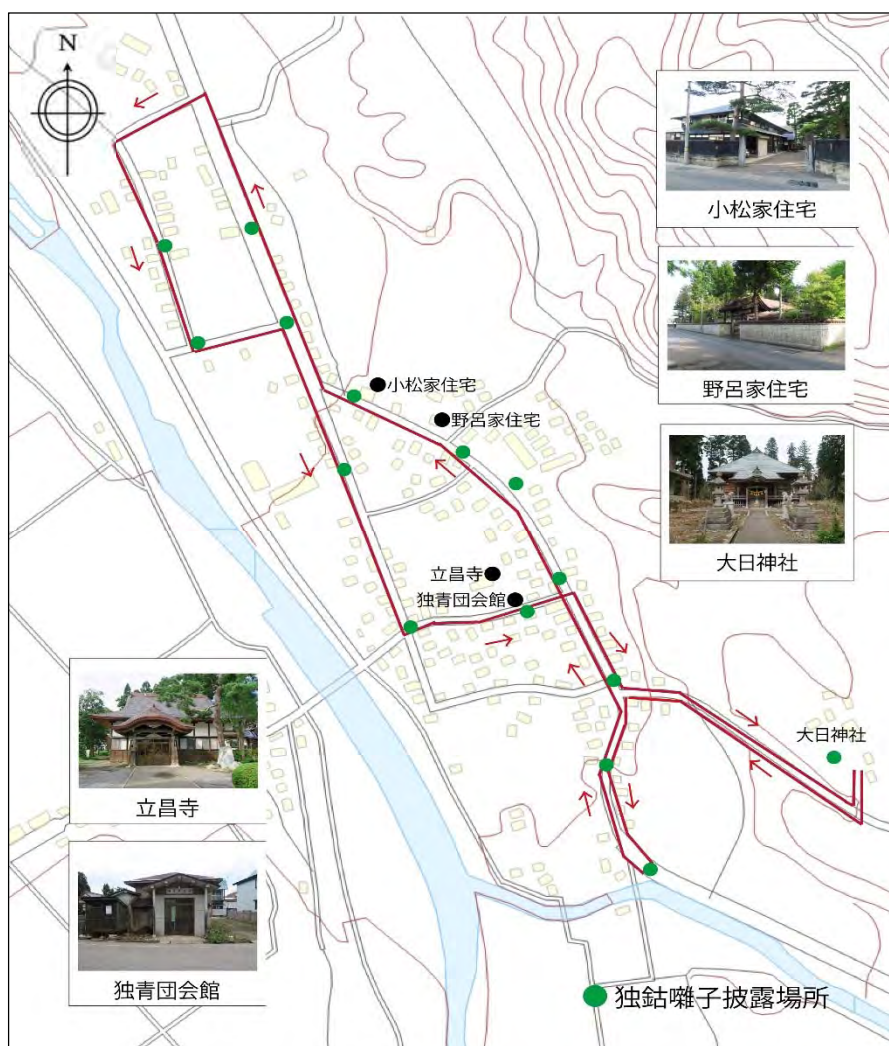 N
小松家住宅
野呂家住宅
大日神社
小松家住宅
野呂家住宅
立昌寺
独青団会館
大日神社
立昌寺
独青団会館
独鈷囃子披露場所